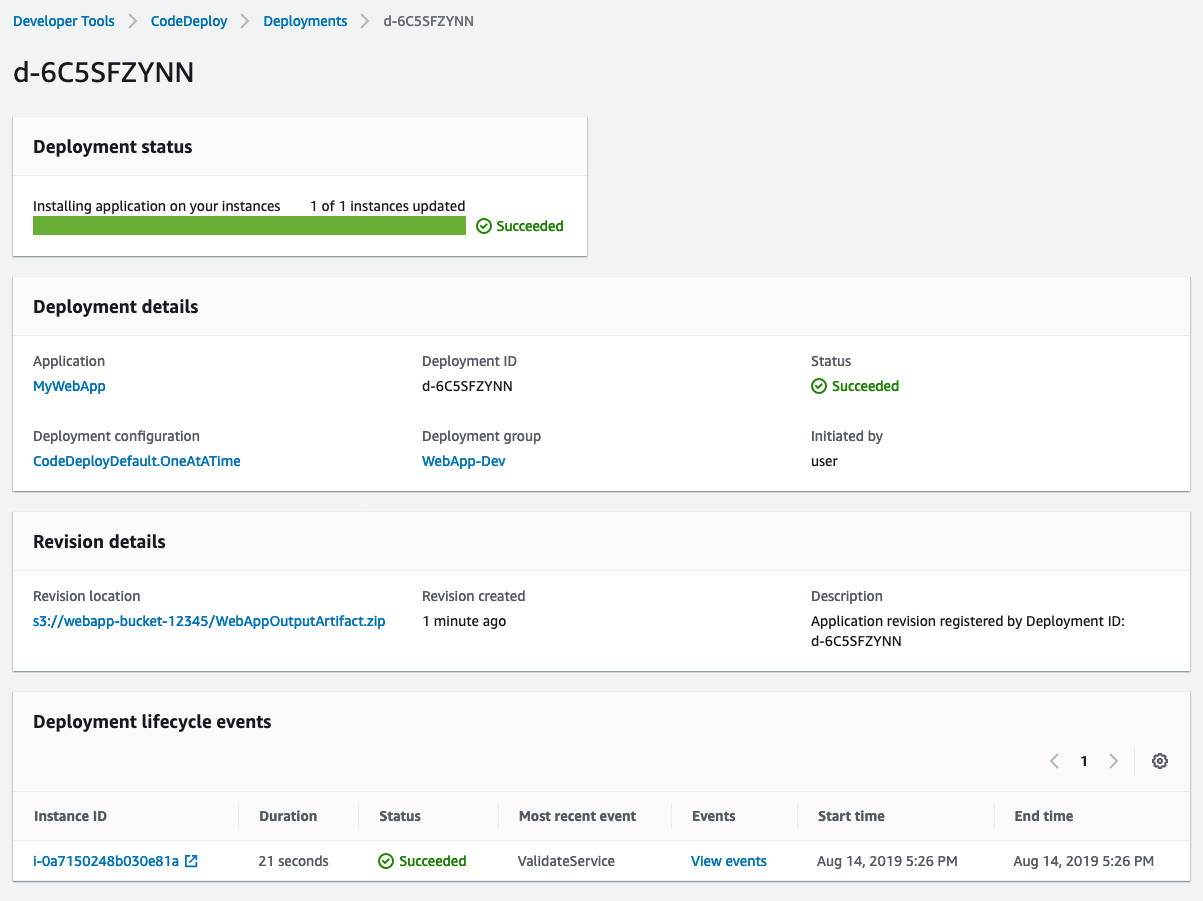 Developer Tools > CodeDeploy > Deployments > d-6C5SFZYNN
d-6C5SFZYNN
Deployment status
Installing application on your instances 1 of 1 instances updated
Succeeded
Deployment details
Application Deployment ID Status
MyWebApp d-6C5SFZYNN Succeeded
Deployment configuration Deployment group Initiated by
CodeDeployDefault.OneAtATime WebApp-Dev user
Revision details
Revision location Revision created Description
s3://webapp-bucket-12345/WebAppOutputArtifact.zip 1 minute ago Application revision registered by Deployment ID:
d-6C5SFZYNN
Deployment lifecycle events
1
Instance ID Duration Status Most recent event Events Start time End time
i-0a7150248b030e81a 21 seconds Succeeded ValidateService View events Aug 14, 2019 5:26 PM Aug 14, 2019 5:26 PM